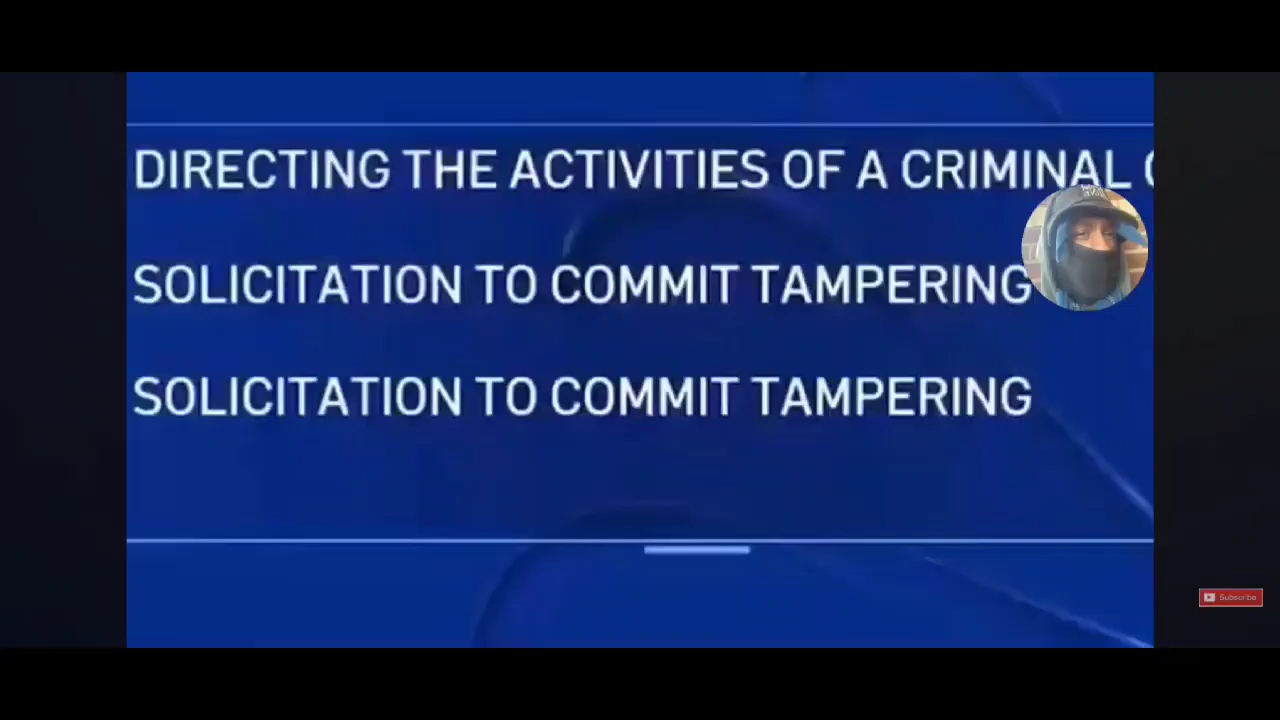 DIRECTING THE ACTIVITIES OF A CRIMINAL
SOLICITATION TO COMMIT TAMPERING
SOLICITATION TO COMMIT TAMPERING
Subscribe